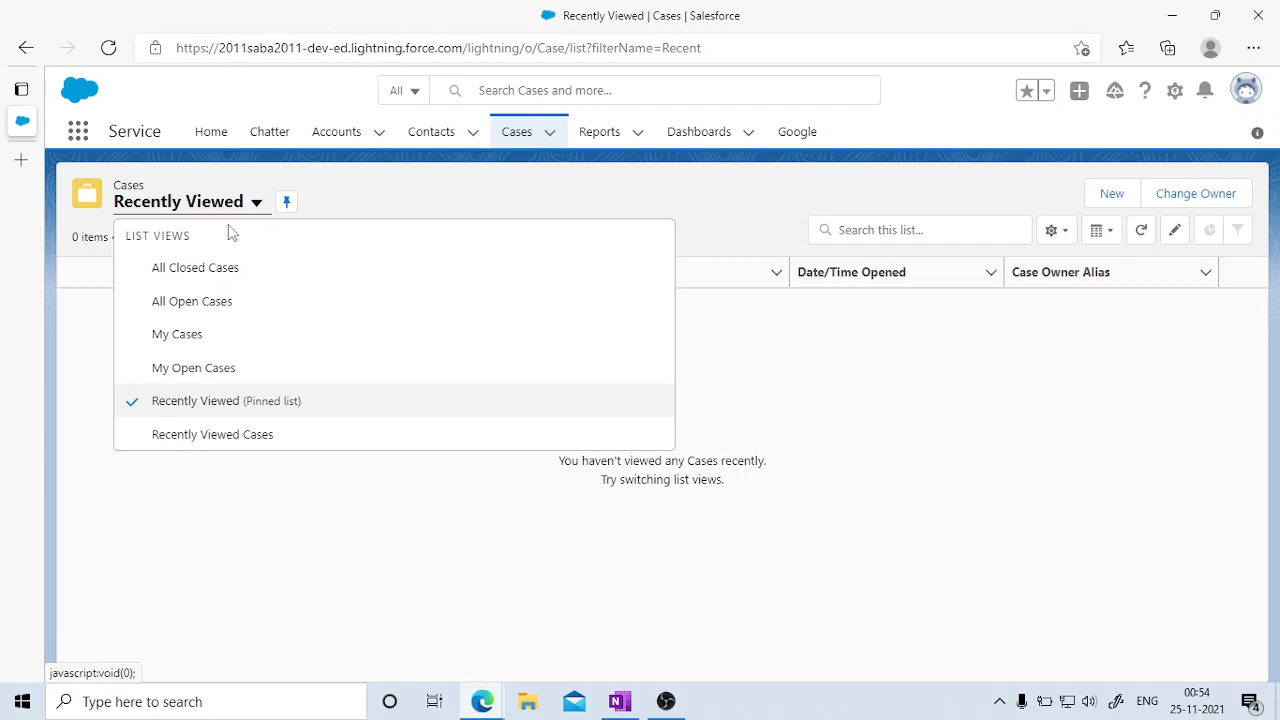 Recently Viewed | Cases | Salesforce
https://2011saba2011-dev-ed.lightning.force.com/lightning/o/Case/list?filterName=Recent
All
Search Cases and more...
Service
Home
Chatter
Accounts
Contacts
Cases
Reports
Dashboards
Google
Cases
Recently Viewed
New
Change Owner
0 items
Search this list...
LIST VIEWS
All Closed Cases
All Open Cases
My Cases
My Open Cases
Recently Viewed (Pinned list)
Recently Viewed Cases
Date/Time Opened
Case Owner Alias
You haven't viewed any Cases recently.
Try switching list views.
javascript:void(0);
Type here to search
ENG
00:54
25-11-2021
4